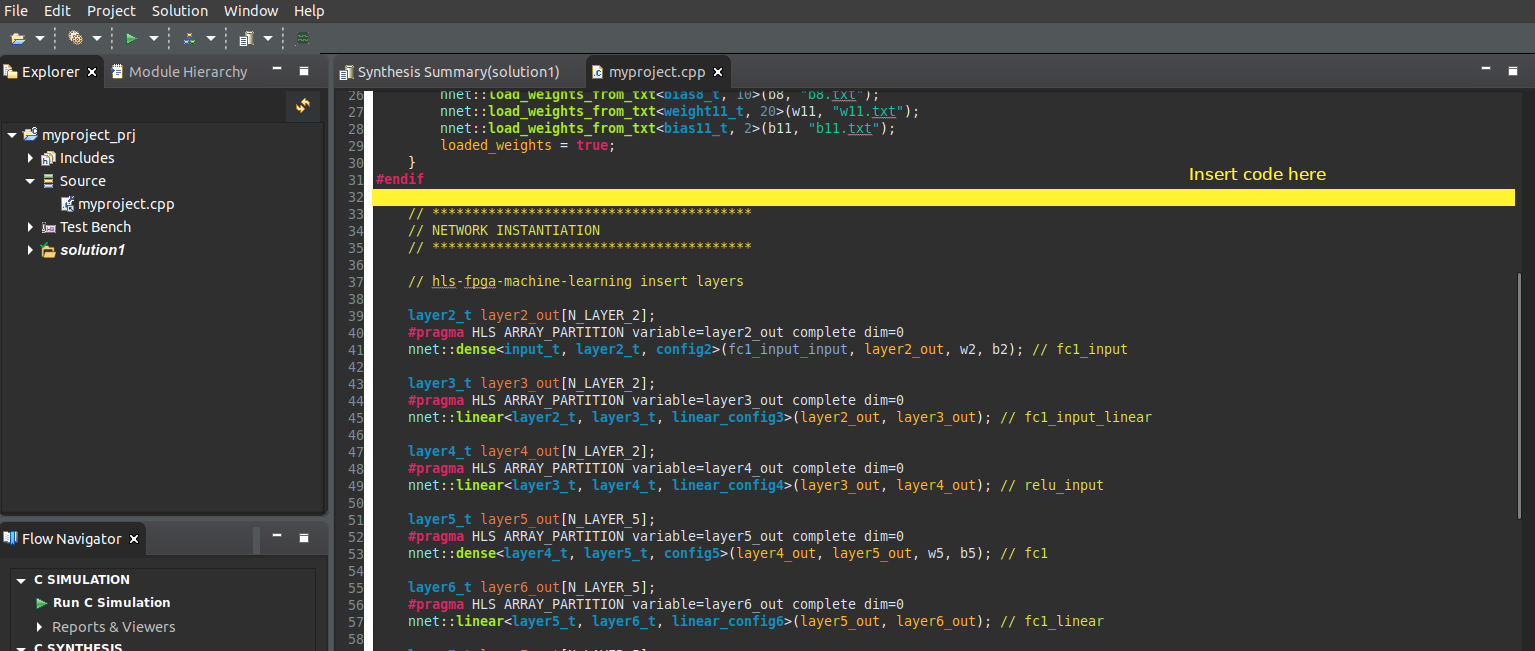 File Edit Project Solution Window Help
Explorer Module Hierarchy
myproject_prj
Includes
Source
myproject.cpp
Test Bench
solution1
Flow Navigator
C SIMULATION
Run C Simulation
Reports & Viewers
C SYNTHESIS
Synthesis Summary(solution1) myproject.cpp
26 nnet::load_weights_from_txt<bias8_t, 10>(b8, "b8.txt");
27 nnet::load_weights_from_txt<weight11_t, 20>(w11, "w11.txt");
28 nnet::load_weights_from_txt<bias11_t, 2>(b11, "b11.txt");
29 loaded_weights = true;
30 }
31 #endif
Insert code here
32
33 // ****************************************
34 // NETWORK INSTANTIATION
35 // ****************************************
36
37 // hls-fpga-machine-learning insert layers
38
39 layer2_t layer2_out[N_LAYER_2];
40 #pragma HLS ARRAY_PARTITION variable=layer2_out complete dim=0
41 nnet::dense<input_t, layer2_t, config2>(fc1_input_input, layer2_out, w2, b2); // fc1_input
42
43 layer3_t layer3_out[N_LAYER_2];
44 #pragma HLS ARRAY_PARTITION variable=layer3_out complete dim=0
45 nnet::linear<layer2_t, layer3_t, linear_config3>(layer2_out, layer3_out); // fc1_input_linear
46
47 layer4_t layer4_out[N_LAYER_2];
48 #pragma HLS ARRAY_PARTITION variable=layer4_out complete dim=0
49 nnet::linear<layer3_t, layer4_t, linear_config4>(layer3_out, layer4_out); // relu_input
50
51 layer5_t layer5_out[N_LAYER_5];
52 #pragma HLS ARRAY_PARTITION variable=layer5_out complete dim=0
53 nnet::dense<layer4_t, layer5_t, config5>(layer4_out, layer5_out, w5, b5); // fc1
54
55 layer6_t layer6_out[N_LAYER_5];
56 #pragma HLS ARRAY_PARTITION variable=layer6_out complete dim=0
57 nnet::linear<layer5_t, layer6_t, linear_config6>(layer5_out, layer6_out); // fc1_linear
58